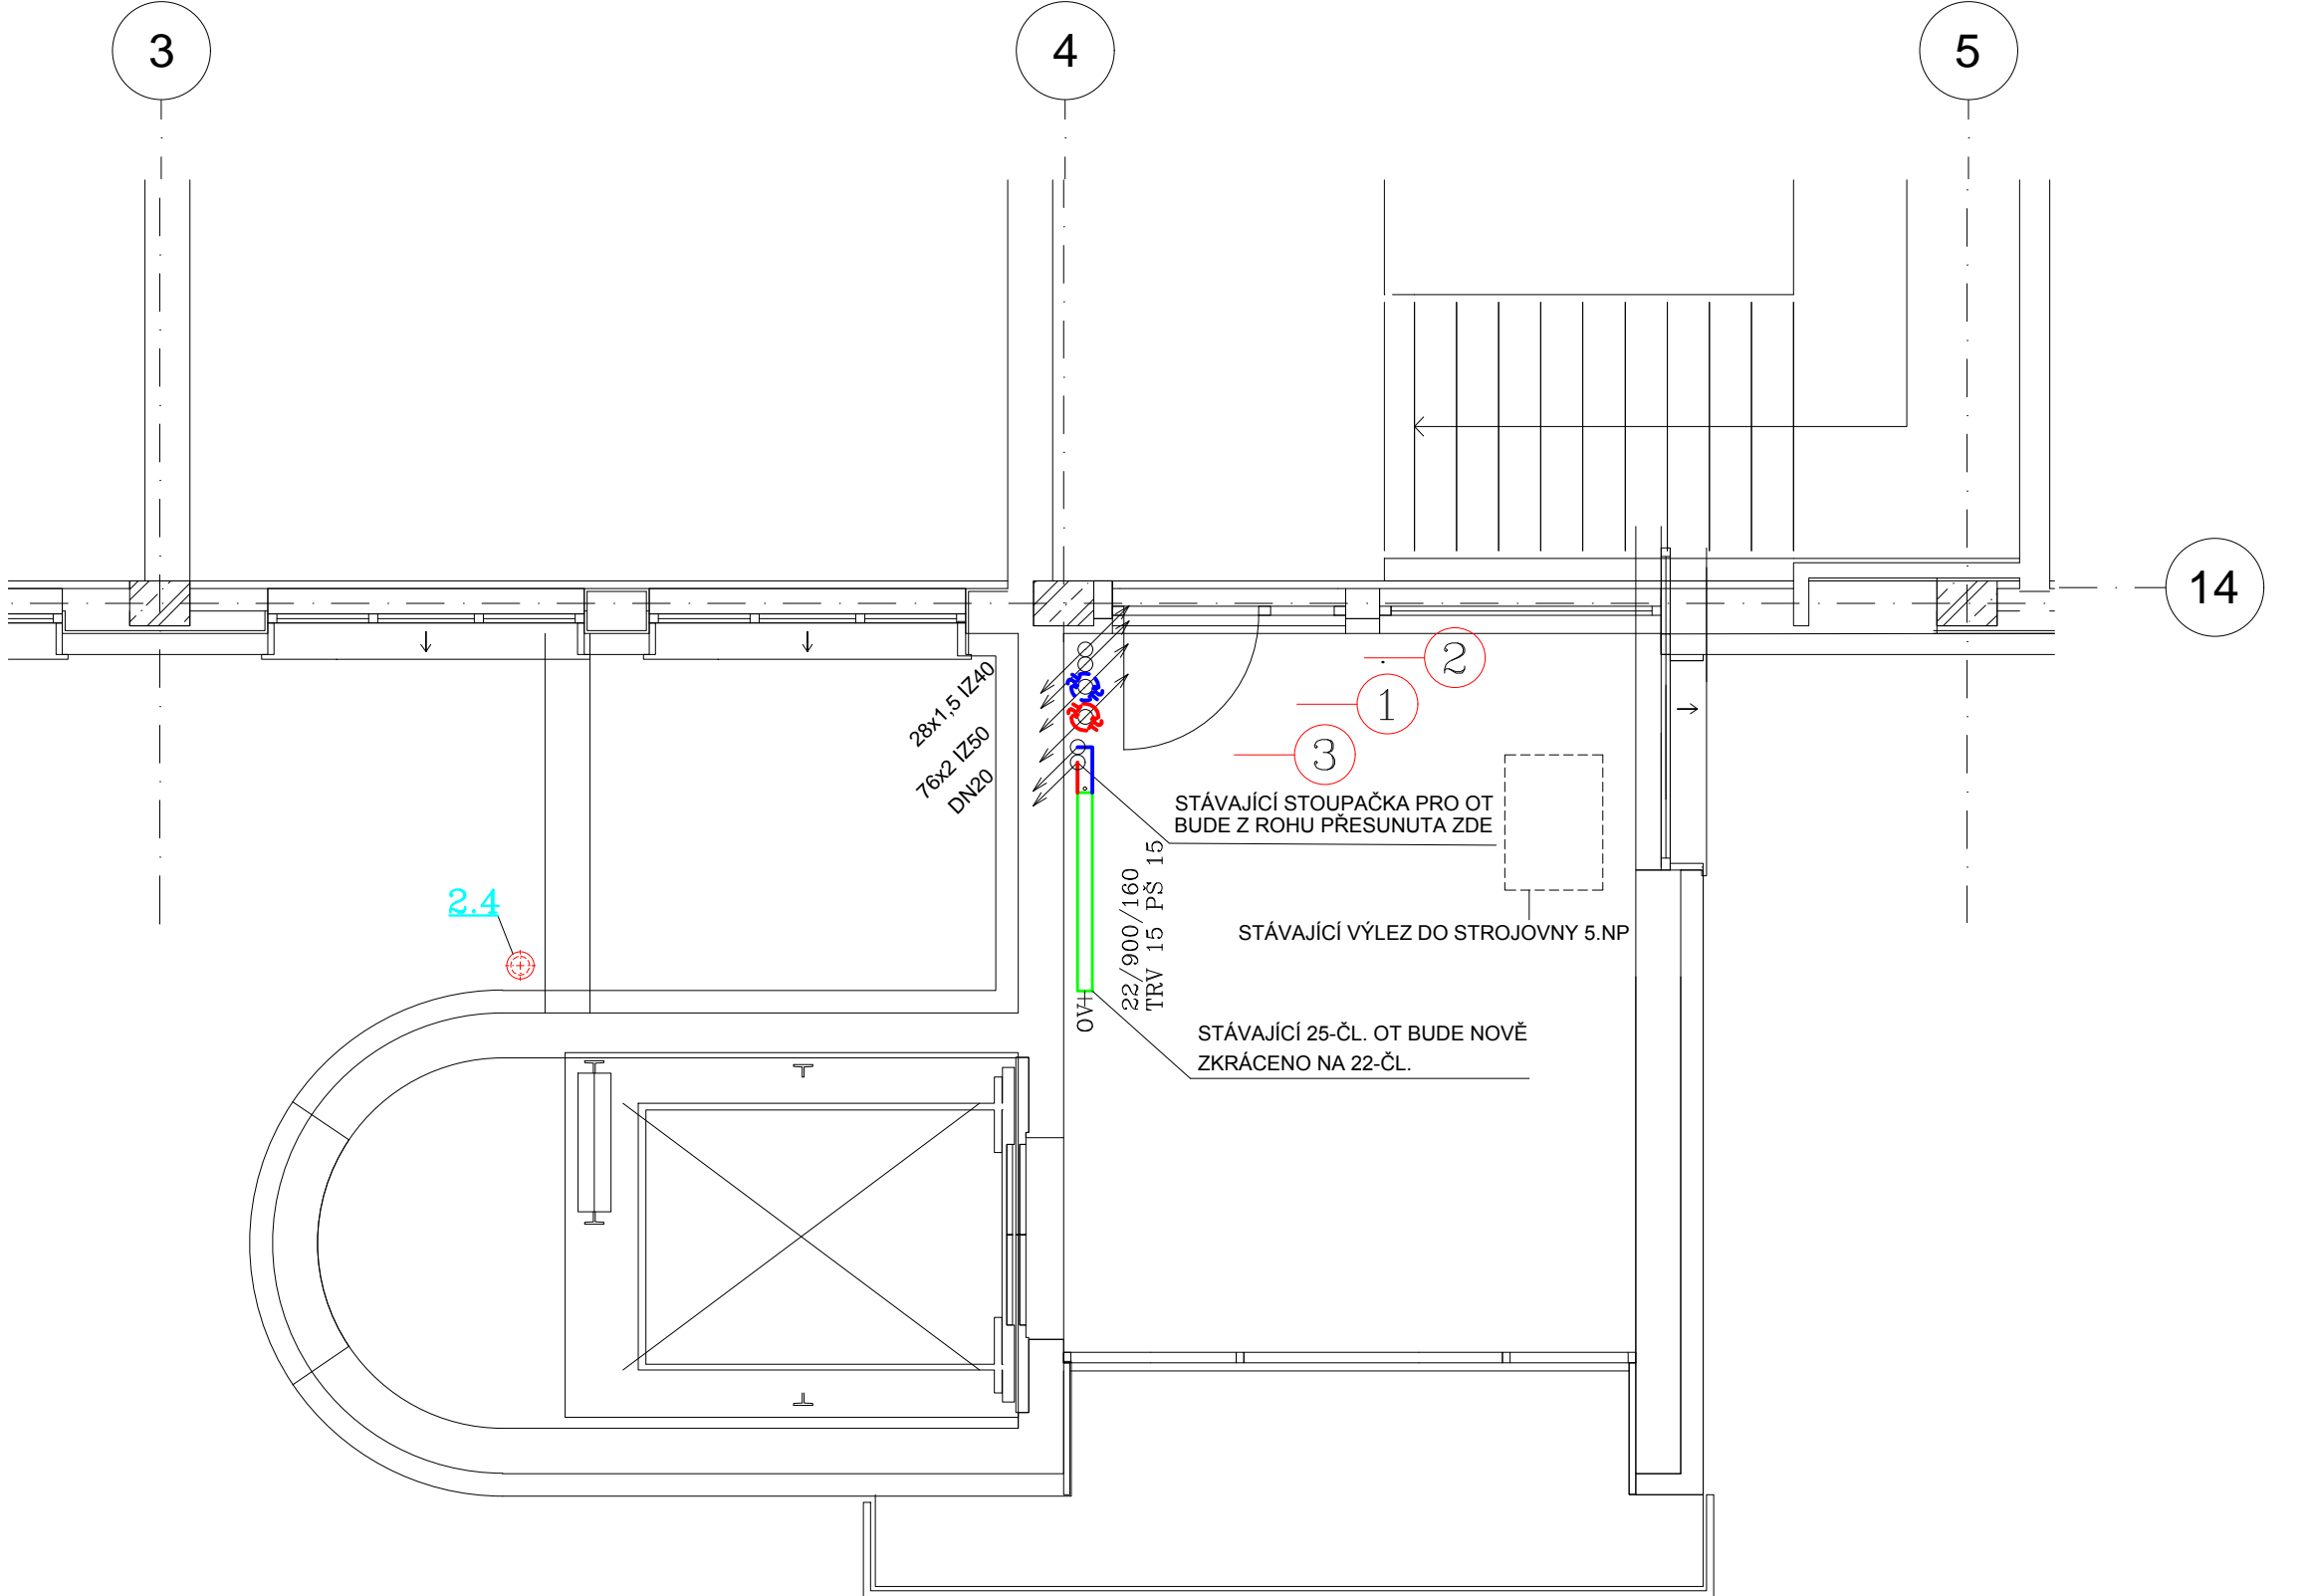 3
4
5
14
2
1
3
28x1,5 IZ40
76x2 IZ50
DN20
STÁVAJÍCÍ STOUPAČKA PRO OT
BUDE Z ROHU PŘESUNUTA ZDE
22/900/160
TRV 15 PŠ 15
2.4
STÁVAJÍCÍ VÝLEZ DO STROJOVNY 5.NP
OV
STÁVAJÍCÍ 25-ČL. OT BUDE NOVĚ
ZKRÁCENO NA 22-ČL.